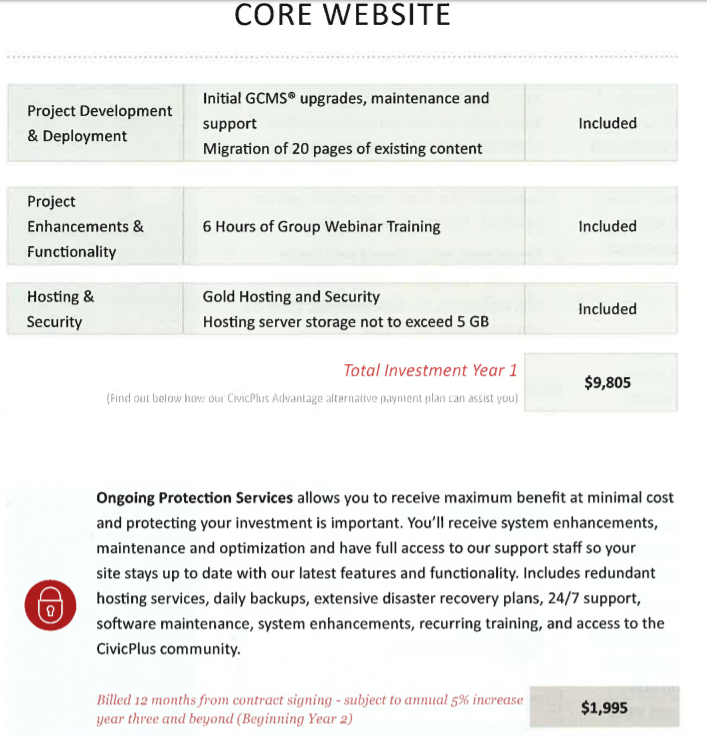 CORE WEBSITE
Project Development
& Deployment
Initial GCMS® upgrades, maintenance and
support
Migration of 20 pages of existing content
Included
Project
Enhancements &
Functionality
6 Hours of Group Webinar Training
Included
Hosting &
Security
Gold Hosting and Security
Hosting server storage not to exceed 5 GB
Included
Total Investment Year 1
(Find out below how our CivicPlus Advantage alternative payment plan can assist you)
$9,805
Ongoing Protection Services allows you to receive maximum benefit at minimal cost
and protecting your investment is important. You'll receive system enhancements,
maintenance and optimization and have full access to our support staff so your
site stays up to date with our latest features and functionality. Includes redundant
hosting services, daily backups, extensive disaster recovery plans, 24/7 support,
software maintenance, system enhancements, recurring training, and access to the
CivicPlus community.
Billed 12 months from contract signing - subject to annual 5% increase
year three and beyond (Beginning Year 2)
$1,995